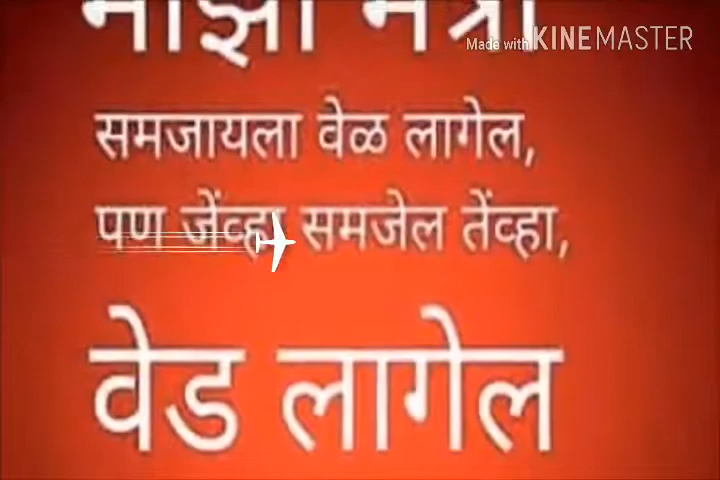 माझी मैत्री
Made with KINEMASTER
समजायला वेळ लागेल,
पण जेंव्हा समजेल तेंव्हा,
वेड लागेल